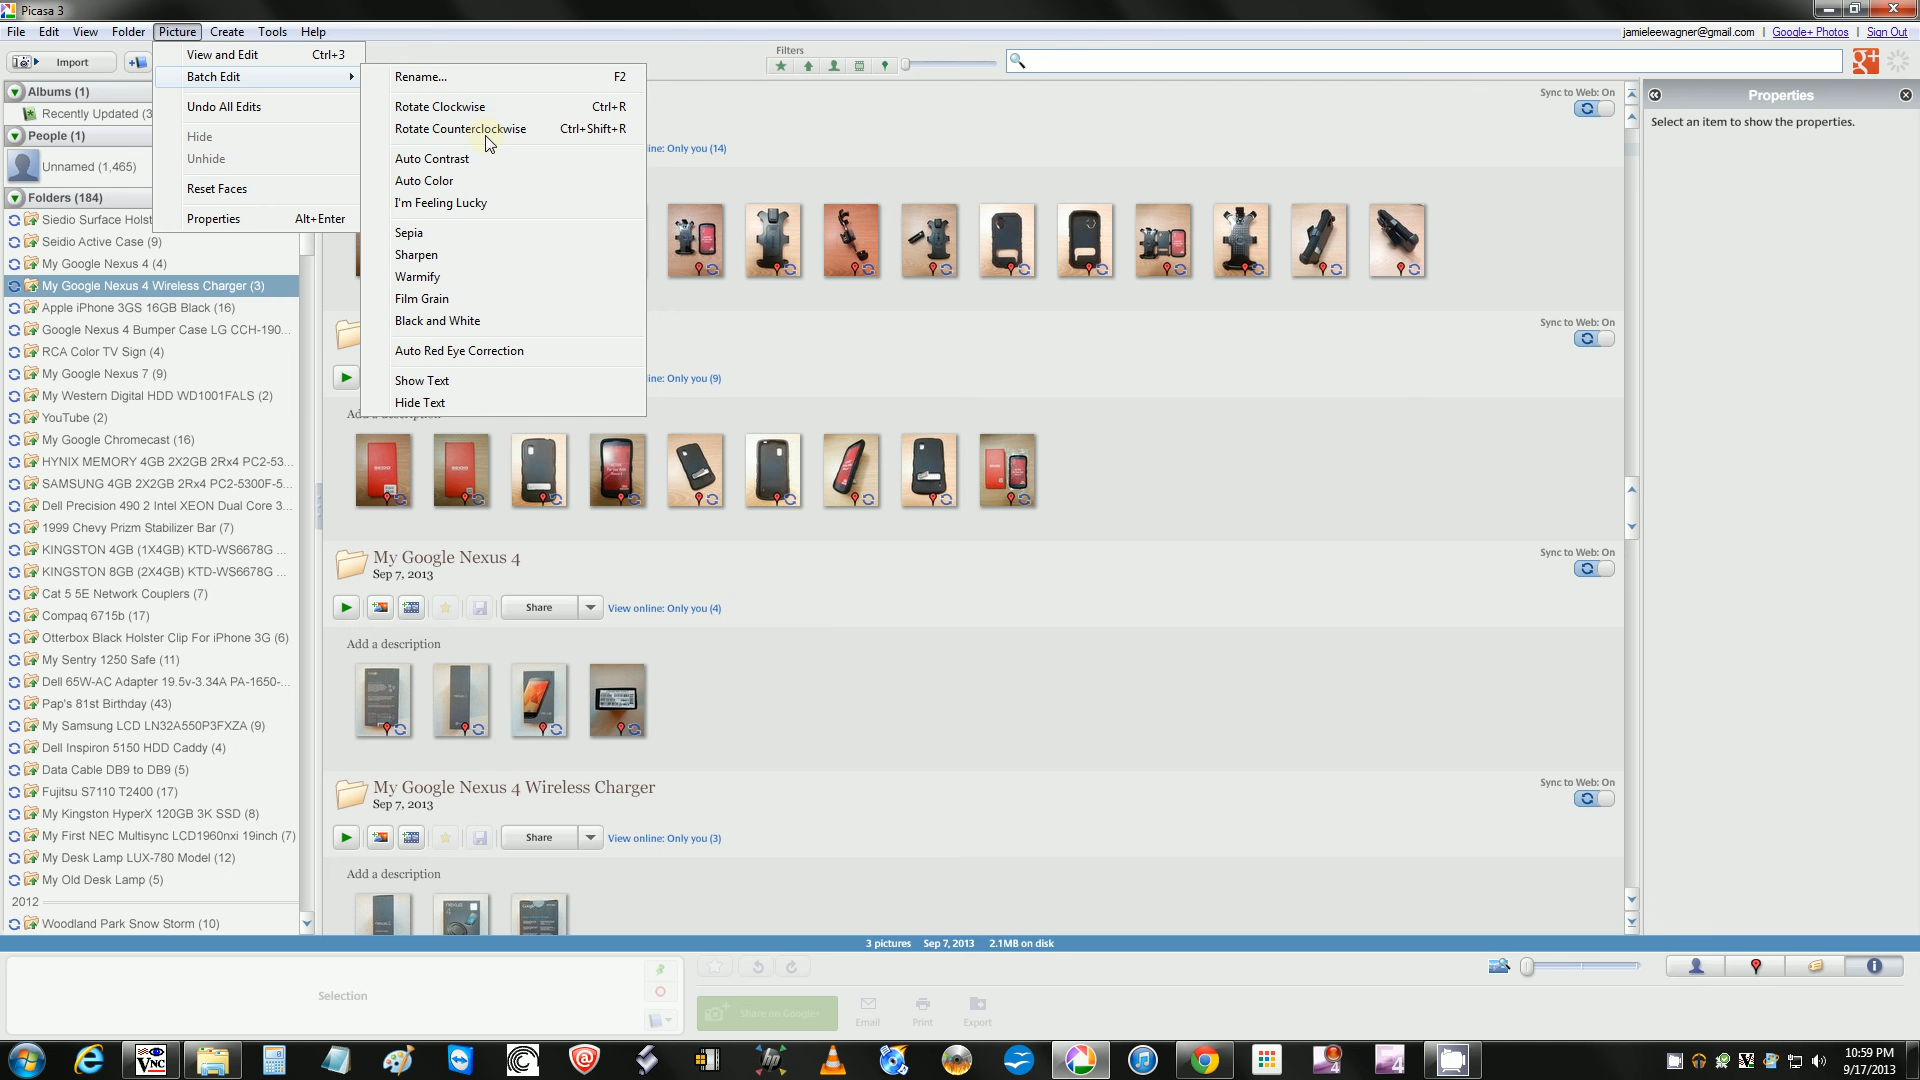 Picasa 3
File Edit View Folder Picture Create Tools Help
jamieleewagner@gmail.com | Google+ Photos | Sign Out
Import
Filters
View and Edit Ctrl+3
Batch Edit
Undo All Edits
Hide
Unhide
Reset Faces
Properties Alt+Enter
Rename... F2
Rotate Clockwise Ctrl+R
Rotate Counterclockwise Ctrl+Shift+R
Auto Contrast
Auto Color
I'm Feeling Lucky
Sepia
Sharpen
Warmify
Film Grain
Black and White
Auto Red Eye Correction
Show Text
Hide Text
Albums (1)
Recently Updated (3
People (1)
Unnamed (1,465)
Folders (184)
Siedio Surface Holst
Seidio Active Case (9)
My Google Nexus 4 (4)
My Google Nexus 4 Wireless Charger (3)
Apple iPhone 3GS 16GB Black (16)
Google Nexus 4 Bumper Case LG CCH-190...
RCA Color TV Sign (4)
My Google Nexus 7 (9)
My Western Digital HDD WD1001FALS (2)
YouTube (2)
My Google Chromecast (16)
HYNIX MEMORY 4GB 2X2GB 2Rx4 PC2-53...
SAMSUNG 4GB 2X2GB 2Rx4 PC2-5300F-5...
Dell Precision 490 2 Intel XEON Dual Core 3...
1999 Chevy Prizm Stabilizer Bar (7)
KINGSTON 4GB (1X4GB) KTD-WS6678G ...
KINGSTON 8GB (2X4GB) KTD-WS6678G ...
Cat 5 5E Network Couplers (7)
Compaq 6715b (17)
Otterbox Black Holster Clip For iPhone 3G (6)
My Sentry 1250 Safe (11)
Dell 65W-AC Adapter 19.5v-3.34A PA-1650-...
Pap's 81st Birthday (43)
My Samsung LCD LN32A550P3FXZA (9)
Dell Inspiron 5150 HDD Caddy (4)
Data Cable DB9 to DB9 (5)
Fujitsu S7110 T2400 (17)
My Kingston HyperX 120GB 3K SSD (8)
My First NEC Multisync LCD1960nxi 19inch (7)
My Desk Lamp LUX-780 Model (12)
My Old Desk Lamp (5)
2012
Woodland Park Snow Storm (10)
Sync to Web: On
ine: Only you (14)
Sync to Web: On
ine: Only you (9)
Add a description
My Google Nexus 4
Sep 7, 2013
Sync to Web: On
Share
View online: Only you (4)
Add a description
My Google Nexus 4 Wireless Charger
Sep 7, 2013
Sync to Web: On
Share
View online: Only you (3)
Add a description
Properties
Select an item to show the properties.
3 pictures Sep 7, 2013 2.1MB on disk
Selection
Share on Google+
Email
Print
Export
VNC
hp
4
4
10:59 PM
9/17/2013